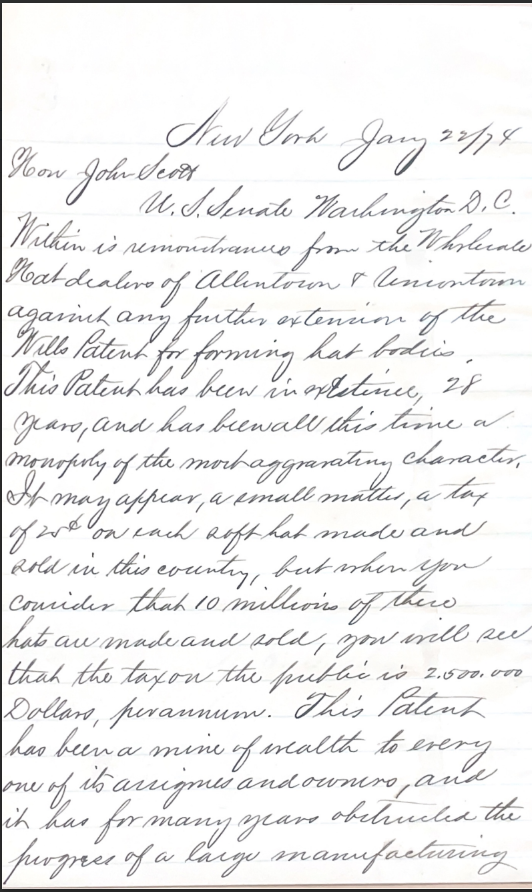 New York Jany 22/74
Hon John Scott
U. S. Senate Washington D. C.
Within is remonstrances from the Wholesale
Hat dealers of Allentown & Uniontown
against any further extension of the
Wells Patent for forming hat bodies.
This Patent has been in existence, 28
years, and has been all this time a
monopoly of the most aggravating character.
It may appear, a small matter, a tax
of 25¢ on each soft hat made and
sold in this country, but when you
consider that 10 millions of these
hats are made and sold, you will see
that the tax on the public is 2.500.000
Dollars, per annum. This Patent
has been a mine of wealth to every
one of its assignees and owners, and
it has for many years obstructed the
progress of a large manufacturing